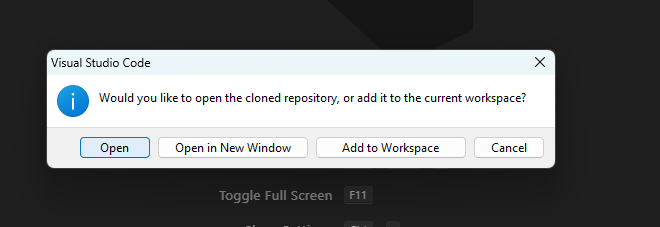 Visual Studio Code
Would you like to open the cloned repository, or add it to the current workspace?
Open
Open in New Window
Add to Workspace
Cancel
Toggle Full Screen F11